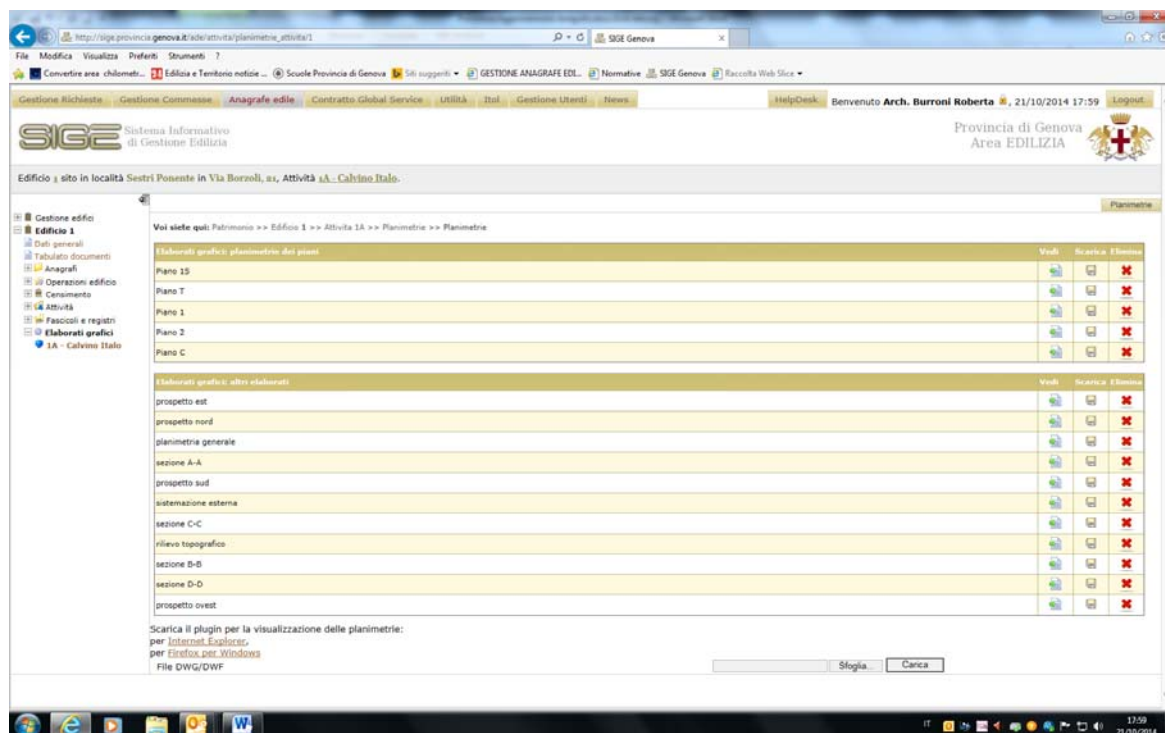 http://sige.provincia.genova.it/ade/attivita/planimetrie_attivita/1
SIGE Genova
File Modifica Visualizza Preferiti Strumenti ?
Convertire area chilometr... Edilizia e Territorio notizie ... Scuole Provincia di Genova Siti suggeriti GESTIONE ANAGRAFE EDI... Normative SIGE Genova Raccolta Web Slice
Gestione Richieste Gestione Commesse Anagrafe edile Contratto Global Service Utilità Itol Gestione Utenti News HelpDesk Benvenuto Arch. Burroni Roberta , 21/10/2014 17:59 Logout
SIGE Sistema Informativo
di Gestione Edilizia
Provincia di Genova
Area EDILIZIA
Edificio 1 sito in località Sestri Ponente in Via Borzoli, 21, Attività 1A - Calvino Italo.
Planimetrie
Gestione edifici
Edificio 1
Dati generali
Tabulato documenti
Anagrafi
Operazioni edificio
Censimento
Attività
Fascicoli e registri
Elaborati grafici
1A - Calvino Italo
Voi siete qui: Patrimonio >> Edificio 1 >> Attivita 1A >> Planimetrie >> Planimetrie
Elaborati grafici: planimetrie dei piani Vedi Scarica Elimina
Piano 1S
Piano T
Piano 1
Piano 2
Piano C
Elaborati grafici: altri elaborati Vedi Scarica Elimina
prospetto est
prospetto nord
planimetria generale
sezione A-A
prospetto sud
sistemazione esterna
sezione C-C
rilievo topografico
sezione B-B
sezione D-D
prospetto ovest
Scarica il plugin per la visualizzazione delle planimetrie:
per Internet Explorer,
per Firefox per Windows
File DWG/DWF Sfoglia... Carica
IT 17:59
21/10/2014